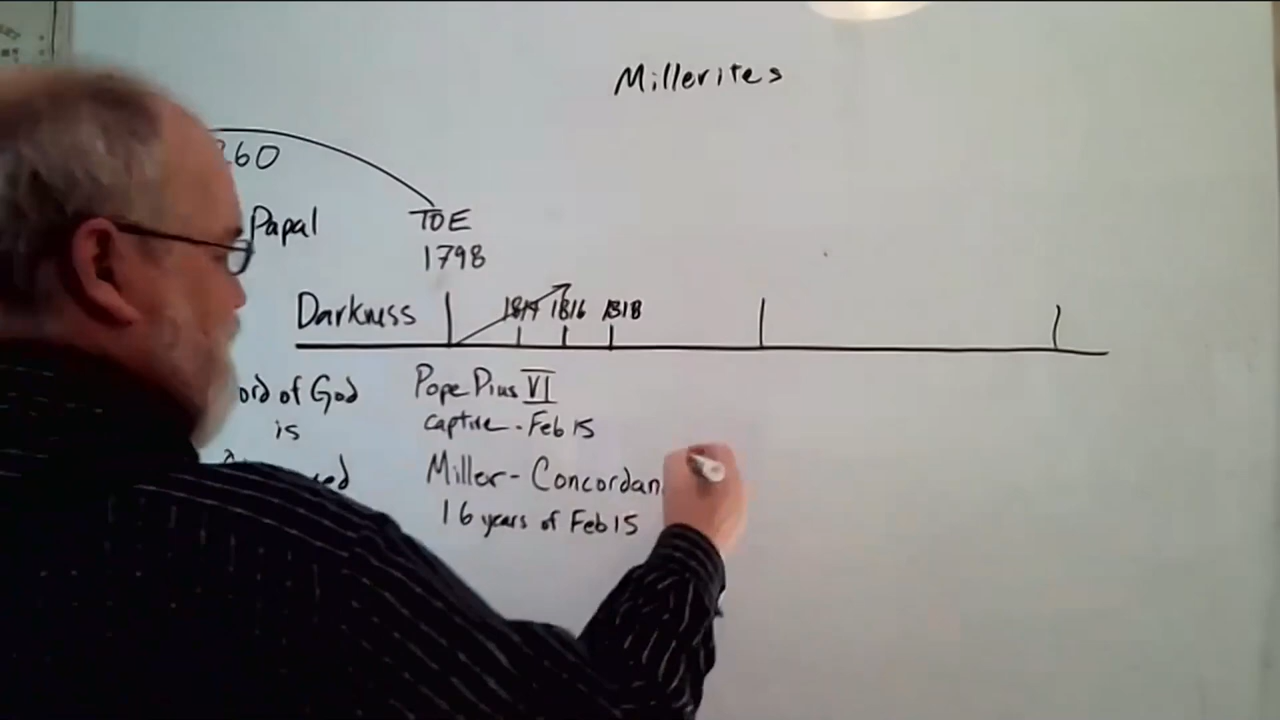 Millerites
260
Papal
TOE
1798
Darkness
1814 1816 1818
ord of God
is
Pope Pius VI
captive - Feb 15
Miller - Concordan
16 years of Feb 15